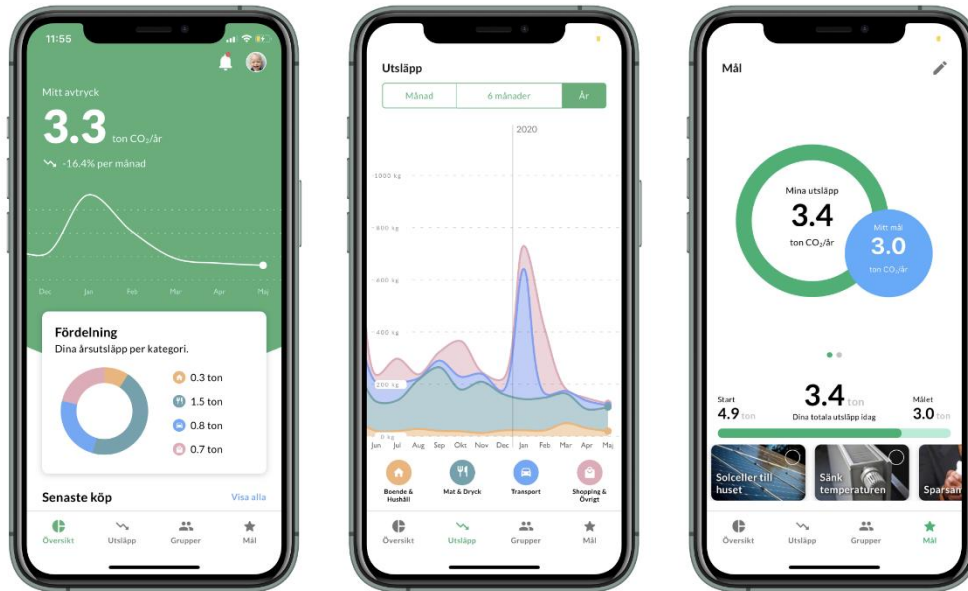 11:55
Mitt avtryck
3.3 ton CO₂/år
-16.4% per månad
Dec Jan Feb Mar Apr Maj
Fördelning
Dina årsutsläpp per kategori.
0.3 ton
1.5 ton
0.8 ton
0.7 ton
Senaste köp Visa alla
Översikt Utsläpp Grupper Mål
Utsläpp
Månad 6 månader År
2020
1000 kg
800 kg
600 kg
400 kg
200 kg
0 kg
Jun Jul Aug Sep Okt Nov Dec Jan Feb Mar Apr Maj
Boende & Hushåll
Mat & Dryck
Transport
Shopping & Övrigt
Översikt Utsläpp Grupper Mål
Mål
Mina utsläpp
3.4
ton CO₂/år
Mitt mål
3.0
ton CO₂/år
Start
4.9 ton
3.4 ton
Dina totala utsläpp idag
Målet
3.0 ton
Solceller till
huset
Sänk
temperaturen
Sparsam
Översikt Utsläpp Grupper Mål